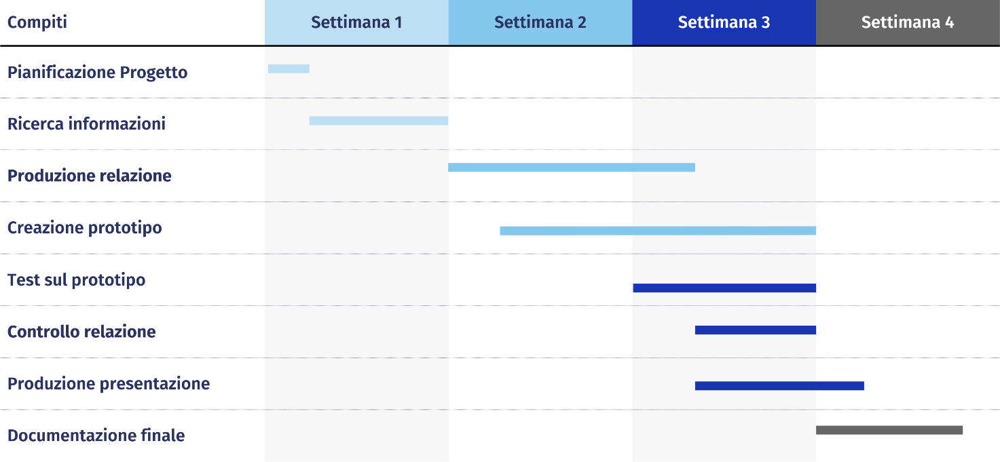 Compiti
Settimana 1
Settimana 2
Settimana 3
Settimana 4
Pianificazione Progetto
Ricerca informazioni
Produzione relazione
Creazione prototipo
Test sul prototipo
Controllo relazione
Produzione presentazione
Documentazione finale